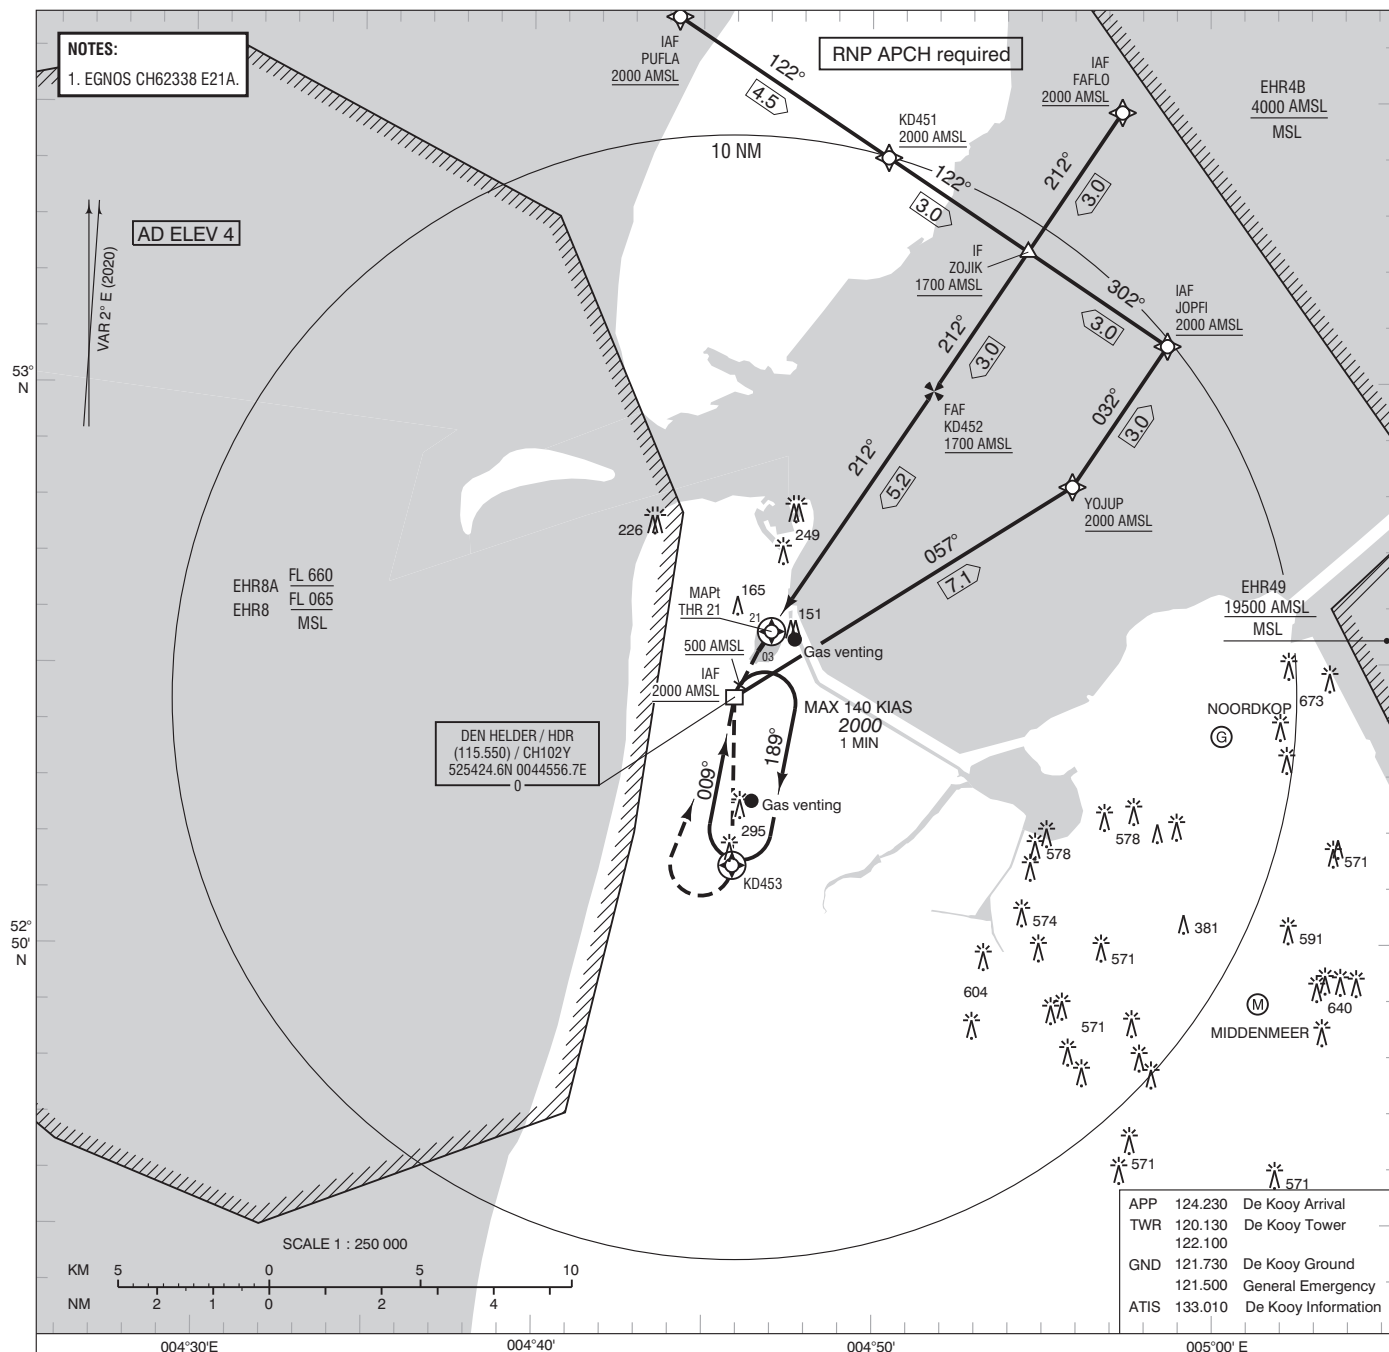 NOTES:
1. EGNOS CH62338 E21A.
IAF
PUFLA
2000 AMSL
RNP APCH required
IAF
FAFLO
2000 AMSL
EHR4B
4000 AMSL
MSL
122°
4.5
KD451
2000 AMSL
10 NM
122°
3.0
212°
3.0
AD ELEV 4
VAR 2° E (2020)
IF
ZOJIK
1700 AMSL
302°
3.0
IAF
JOPFI
2000 AMSL
212°
3.0
53°
N
FAF
KD452
1700 AMSL
032°
3.0
212°
5.2
YOJUP
2000 AMSL
226
249
057°
7.1
EHR8A FL 660
EHR8 FL 065
MSL
EHR49
19500 AMSL
MSL
MAPt
THR 21
165
21
151
03
Gas venting
500 AMSL
IAF
2000 AMSL
MAX 140 KIAS
2000
1 MIN
673
NOORDKOP
G
DEN HELDER / HDR
(115.550) / CH102Y
525424.6N 0044556.7E
0
009°
189°
Gas venting
295
KD453
578
578
571
574
381
591
571
52°
50'
N
604
571
M
MIDDENMEER
640
571
571
SCALE 1 : 250 000
KM 5 0 5 10
NM 2 1 0 2 4
APP 124.230 De Kooy Arrival
TWR 120.130 De Kooy Tower
122.100
GND 121.730 De Kooy Ground
121.500 General Emergency
ATIS 133.010 De Kooy Information
004°30'E 004°40' 004°50' 005°00' E